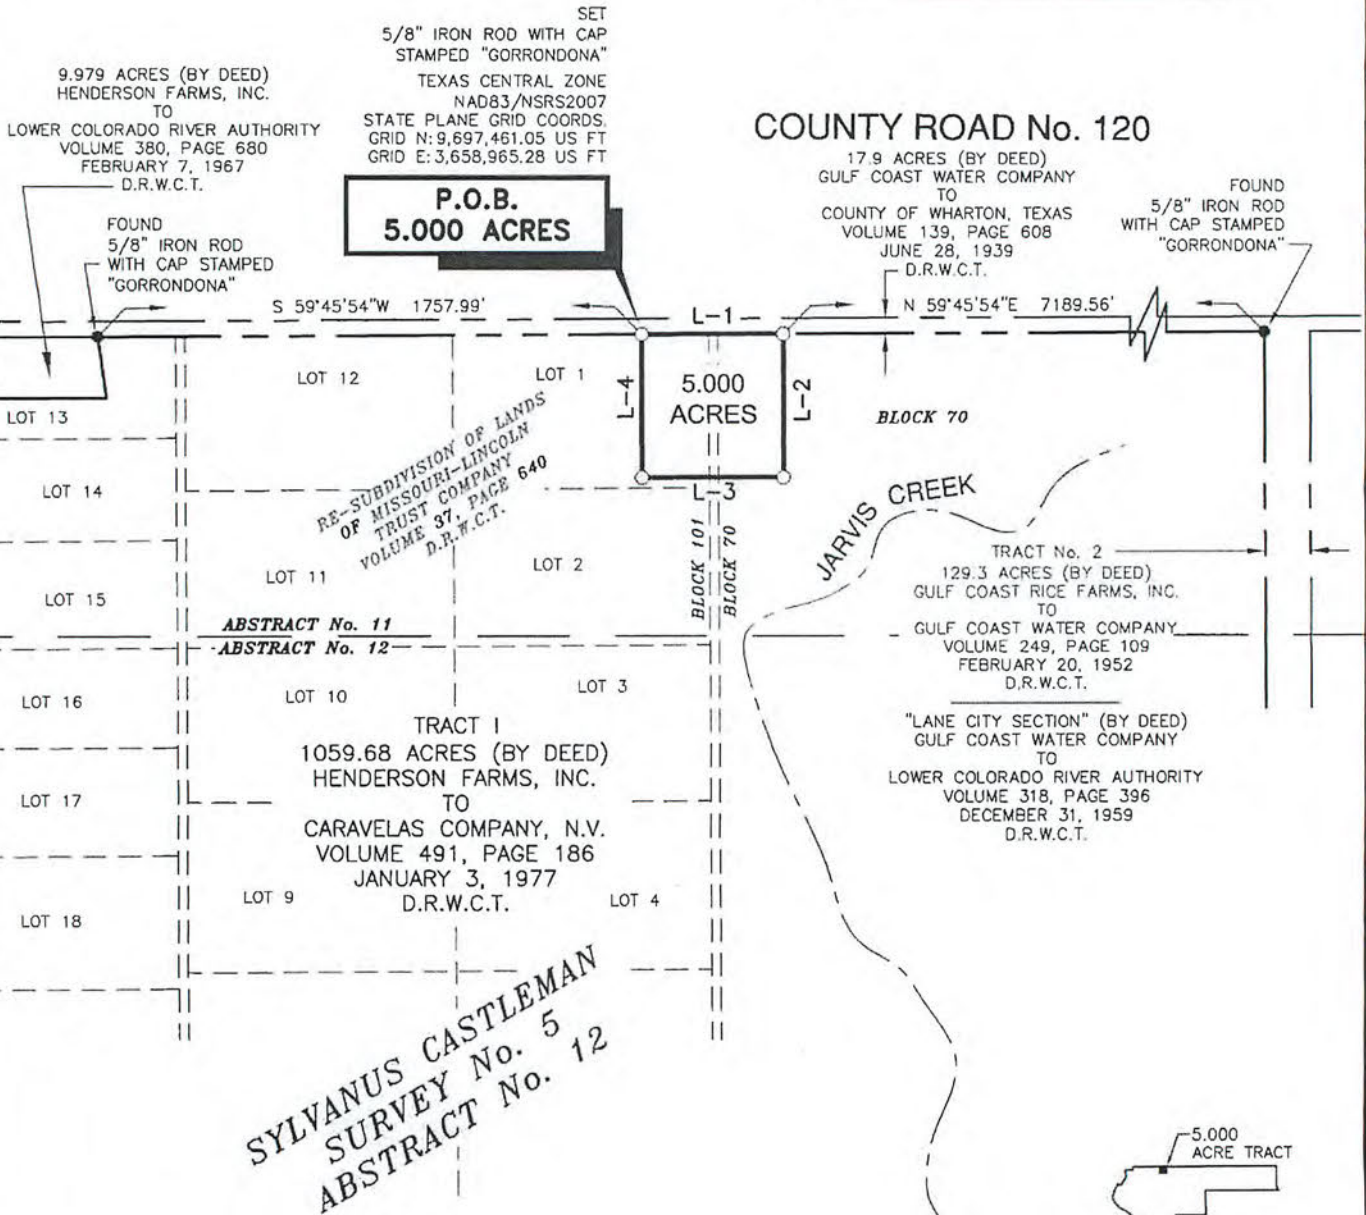 SET
5/8" IRON ROD WITH CAP
STAMPED "GORRONDONA"
TEXAS CENTRAL ZONE
NAD83/NSRS2007
STATE PLANE GRID COORDS.
GRID N: 9,697,461.05 US FT
GRID E: 3,658,965.28 US FT
9.979 ACRES (BY DEED)
HENDERSON FARMS, INC.
TO
LOWER COLORADO RIVER AUTHORITY
VOLUME 380, PAGE 680
FEBRUARY 7, 1967
D.R.W.C.T.
P.O.B.
5.000 ACRES
COUNTY ROAD No. 120
17.9 ACRES (BY DEED)
GULF COAST WATER COMPANY
TO
COUNTY OF WHARTON, TEXAS
VOLUME 139, PAGE 608
JUNE 28, 1939
D.R.W.C.T.
FOUND
5/8" IRON ROD
WITH CAP STAMPED
"GORRONDONA"
FOUND
5/8" IRON ROD
WITH CAP STAMPED
"GORRONDONA"
S 59°45'54"W 1757.99'
L-1
N 59°45'54"E 7189.56'
LOT 12
LOT 1
L-4
5.000
ACRES
L-2
BLOCK 70
LOT 13
RE-SUBDIVISION OF LANDS
OF MISSOURI-LINCOLN
TRUST COMPANY
VOLUME 37, PAGE 640
D.R.W.C.T.
L-3
LOT 14
JARVIS CREEK
LOT 11
LOT 2
BLOCK 101
BLOCK 70
LOT 15
TRACT No. 2
129.3 ACRES (BY DEED)
GULF COAST RICE FARMS, INC.
TO
GULF COAST WATER COMPANY
VOLUME 249, PAGE 109
FEBRUARY 20, 1952
D.R.W.C.T.
ABSTRACT No. 11
ABSTRACT No. 12
LOT 16
LOT 10
LOT 3
"LANE CITY SECTION" (BY DEED)
GULF COAST WATER COMPANY
TO
LOWER COLORADO RIVER AUTHORITY
VOLUME 318, PAGE 396
DECEMBER 31, 1959
D.R.W.C.T.
TRACT I
1059.68 ACRES (BY DEED)
HENDERSON FARMS, INC.
TO
CARAVELAS COMPANY, N.V.
VOLUME 491, PAGE 186
JANUARY 3, 1977
D.R.W.C.T.
LOT 17
LOT 9
LOT 4
LOT 18
SYLVANUS CASTLEMAN
SURVEY No. 5
ABSTRACT No. 12
5.000
ACRE TRACT